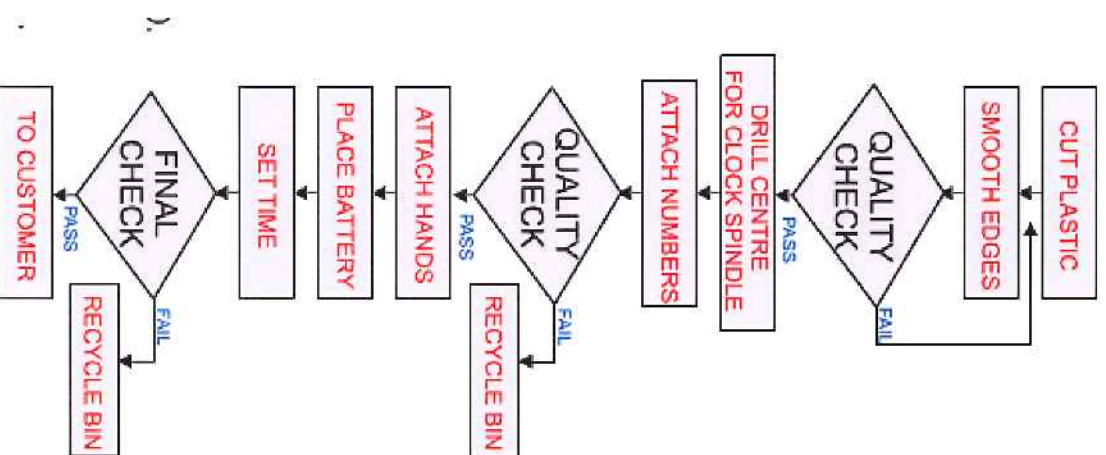 CUT PLASTIC
SMOOTH EDGES
QUALITY
CHECK
FAIL
PASS
DRILL CENTRE
FOR CLOCK SPINDLE
ATTACH NUMBERS
QUALITY
CHECK
FAIL
RECYCLE BIN
PASS
ATTACH HANDS
PLACE BATTERY
SET TIME
FINAL
CHECK
FAIL
RECYCLE BIN
PASS
TO CUSTOMER